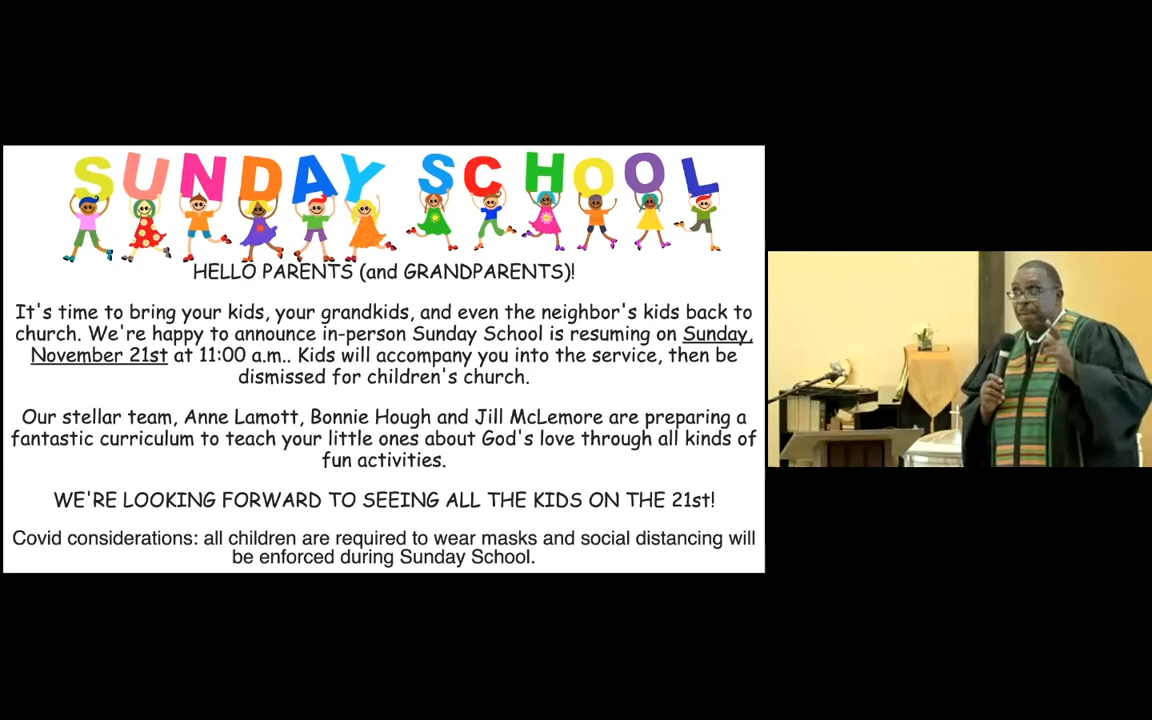 SUNDAY SCHOOL
HELLO PARENTS (and GRANDPARENTS)!
It's time to bring your kids, your grandkids, and even the neighbor's kids back to
church. We're happy to announce in-person Sunday School is resuming on Sunday,
November 21st at 11:00 a.m.. Kids will accompany you into the service, then be
dismissed for children's church.
Our stellar team, Anne Lamott, Bonnie Hough and Jill McLemore are preparing a
fantastic curriculum to teach your little ones about God's love through all kinds of
fun activities.
WE'RE LOOKING FORWARD TO SEEING ALL THE KIDS ON THE 21st!
Covid considerations: all children are required to wear masks and social distancing will
be enforced during Sunday School.